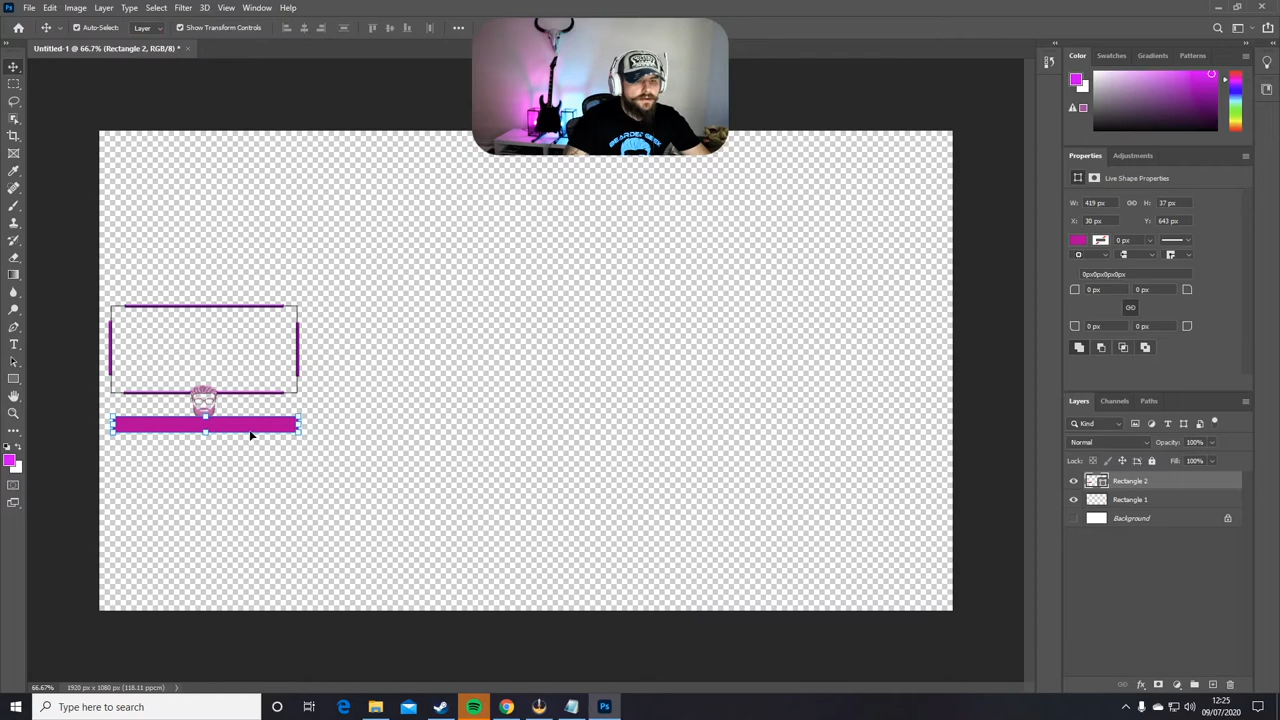 File Edit Image Layer Type Select Filter 3D View Window Help
Auto-Select: Layer Show Transform Controls
Untitled-1 @ 66.7% (Rectangle 2, RGB/8) *
BEARDED GEEK
Color Swatches Gradients Patterns
Properties Adjustments
Live Shape Properties
W: 419 px H: 37 px
X: 30 px Y: 643 px
0 px
0px0px0px0px
0 px 0 px
0 px 0 px
Layers Channels Paths
Kind
Normal Opacity: 100%
Lock: Fill: 100%
Rectangle 2
Rectangle 1
Background
66.67% 1920 px x 1080 px (118.11 ppcm)
Type here to search
12:25
09/07/2020